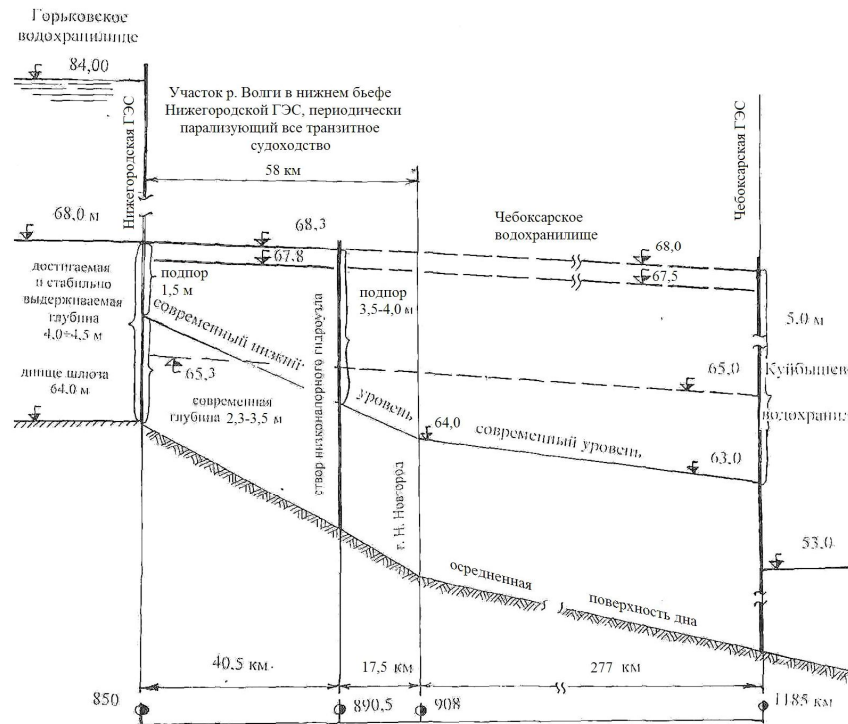 Горьковское
водохранилище
84,00
Нижегородская ГЭС
Участок р. Волги в нижнем бьефе
Нижегородской ГЭС, периодически
парализующий все транзитное
судоходство
58 км
Чебоксарская ГЭС
68,0 м
68,3
67.8
Чебоксарское
водохранилище
68,0
67,5
достигаемая
и стабильно
выдерживаемая
глубина
4,0÷4,5 м
подпор
1,5 м
подпор
3,5-4,0 м
5.0 м
современный низкий
уровень
65,3
65,0
Куйбышев
водохранил
днище шлюза
64.0 м
современная
глубина 2,3-3,5 м
створ низконапорного гидроузла
64,0
современный уровень
63.0
г. Н. Новгород
53.0
осредненная
поверхность дна
40.5 км
17,5 км
277 км
850
890,5
908
1185 км